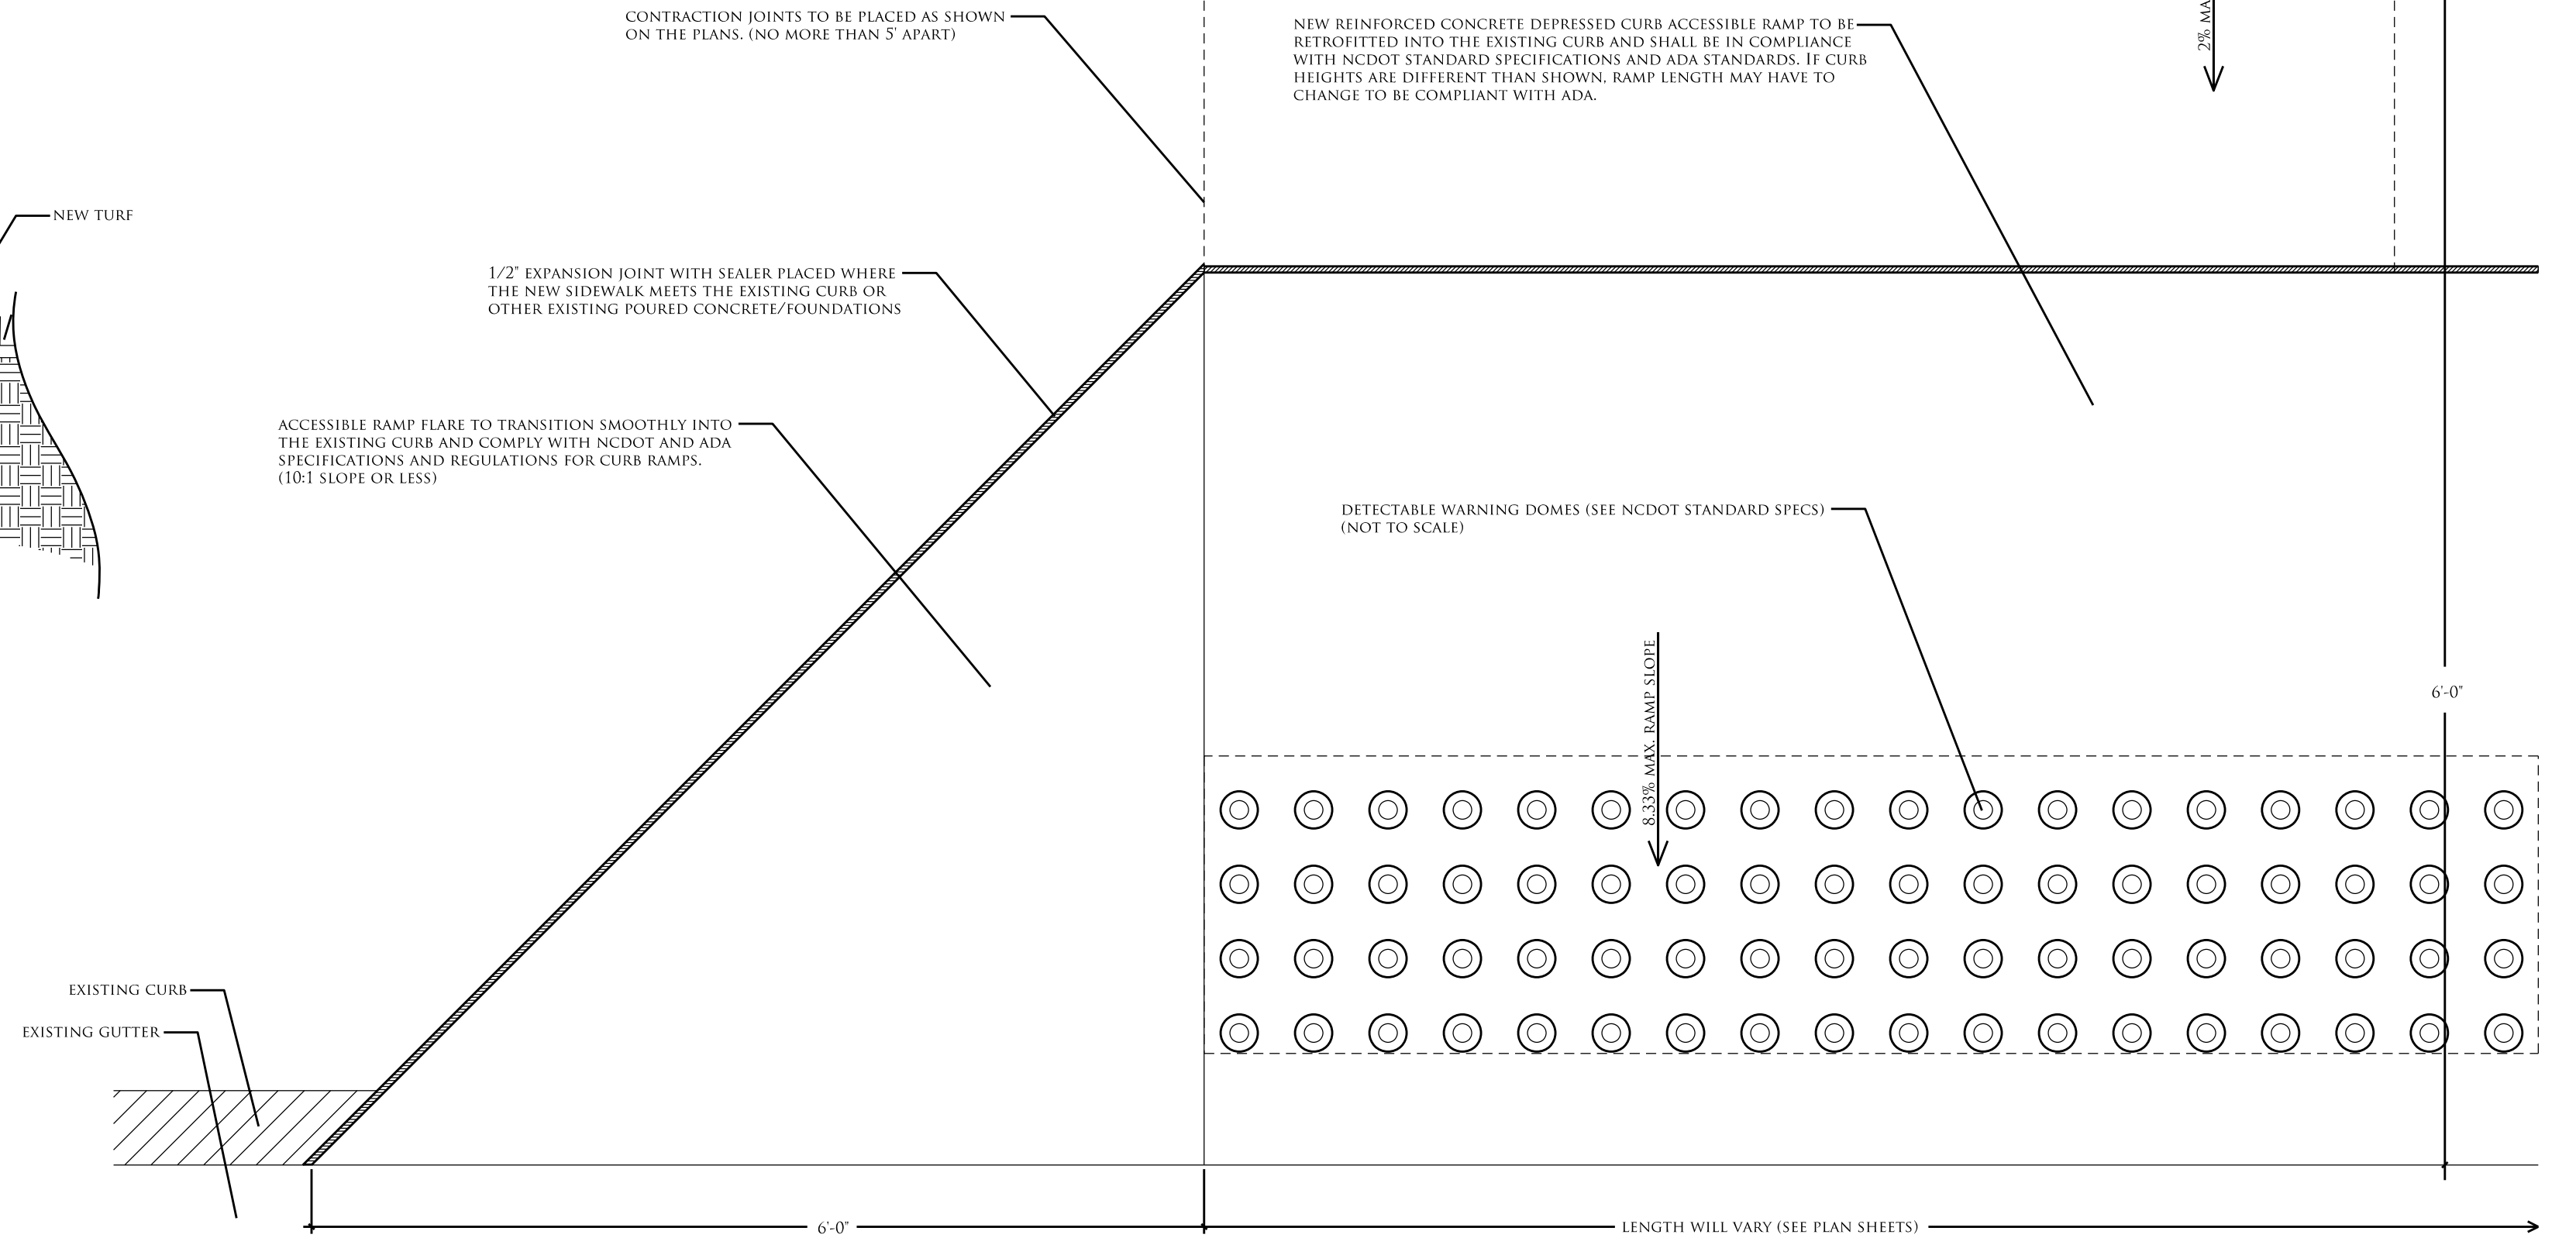 CONTRACTION JOINTS TO BE PLACED AS SHOWN
ON THE PLANS. (NO MORE THAN 5' APART)
NEW REINFORCED CONCRETE DEPRESSED CURB ACCESSIBLE RAMP TO BE
RETROFITTED INTO THE EXISTING CURB AND SHALL BE IN COMPLIANCE
WITH NCDOT STANDARD SPECIFICATIONS AND ADA STANDARDS. IF CURB
HEIGHTS ARE DIFFERENT THAN SHOWN, RAMP LENGTH MAY HAVE TO
CHANGE TO BE COMPLIANT WITH ADA.
2% MA
NEW TURF
1/2" EXPANSION JOINT WITH SEALER PLACED WHERE
THE NEW SIDEWALK MEETS THE EXISTING CURB OR
OTHER EXISTING POURED CONCRETE/FOUNDATIONS
ACCESSIBLE RAMP FLARE TO TRANSITION SMOOTHLY INTO
THE EXISTING CURB AND COMPLY WITH NCDOT AND ADA
SPECIFICATIONS AND REGULATIONS FOR CURB RAMPS.
(10:1 SLOPE OR LESS)
DETECTABLE WARNING DOMES (SEE NCDOT STANDARD SPECS)
(NOT TO SCALE)
8.33% MAX. RAMP SLOPE
6'-0"
EXISTING CURB
EXISTING GUTTER
6'-0"
LENGTH WILL VARY (SEE PLAN SHEETS)